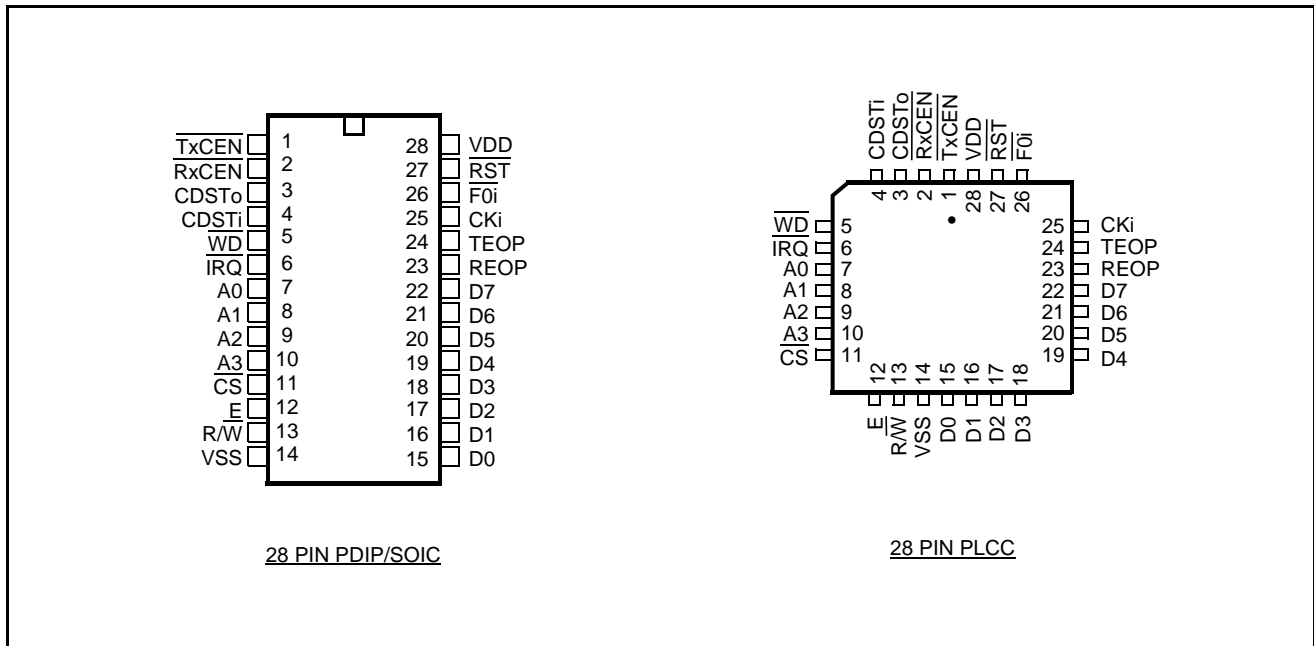 TxCEN 1 28 VDD
RxCEN 2 27 RST
CDSTo 3 26 F0i
CDSTi 4 25 CKi
WD 5 24 TEOP
IRQ 6 23 REOP
A0 7 22 D7
A1 8 21 D6
A2 9 20 D5
A3 10 19 D4
CS 11 18 D3
E 12 17 D2
R/W 13 16 D1
VSS 14 15 D0
28 PIN PDIP/SOIC
CDSTi CDSTo RxCEN TxCEN VDD RST F0i
4 3 2 1 28 27 26
WD 5 25 CKi
IRQ 6 24 TEOP
A0 7 23 REOP
A1 8 22 D7
A2 9 21 D6
A3 10 20 D5
CS 11 19 D4
12 13 14 15 16 17 18
E R/W VSS D0 D1 D2 D3
28 PIN PLCC